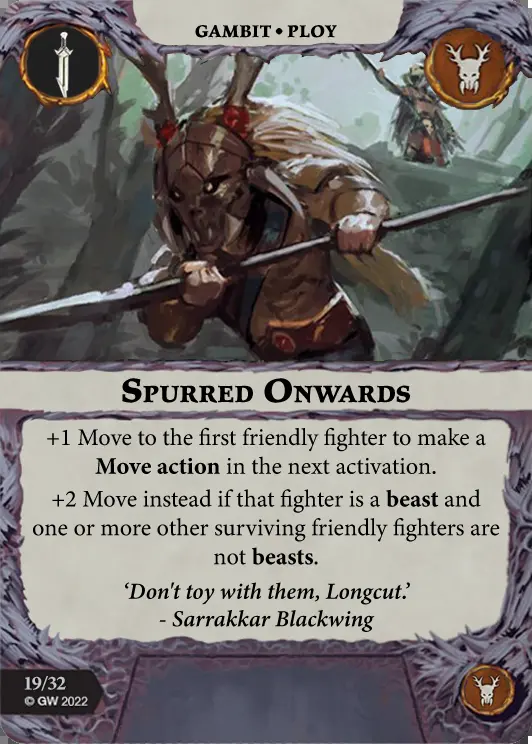 GAMBIT • PLOY
SPURRED ONWARDS
+1 Move to the first friendly fighter to make a
Move action in the next activation.
+2 Move instead if that fighter is a beast and
one or more other surviving friendly fighters are
not beasts.
‘Don't toy with them, Longcut.’
- Sarrakkar Blackwing
19/32
© GW 2022